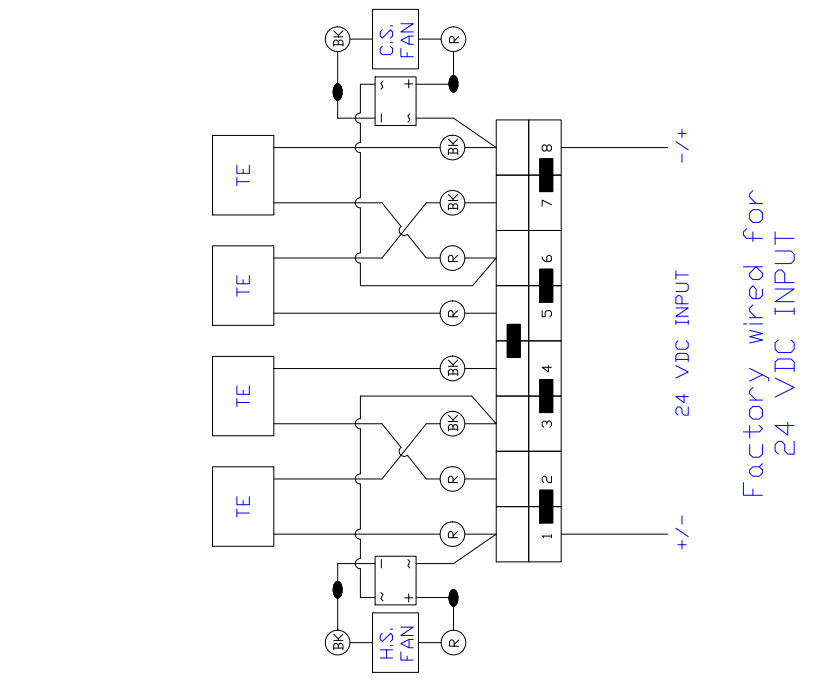 BK
C.S.
FAN
R
~
+
−
~
TE
BK
8
-/+
BK
7
TE
R
6
R
5
24 VDC INPUT
Factory wired for
24 VDC INPUT
TE
BK
4
BK
3
TE
R
2
R
1
+/-
−
~
~
+
BK
H.S.
FAN
R